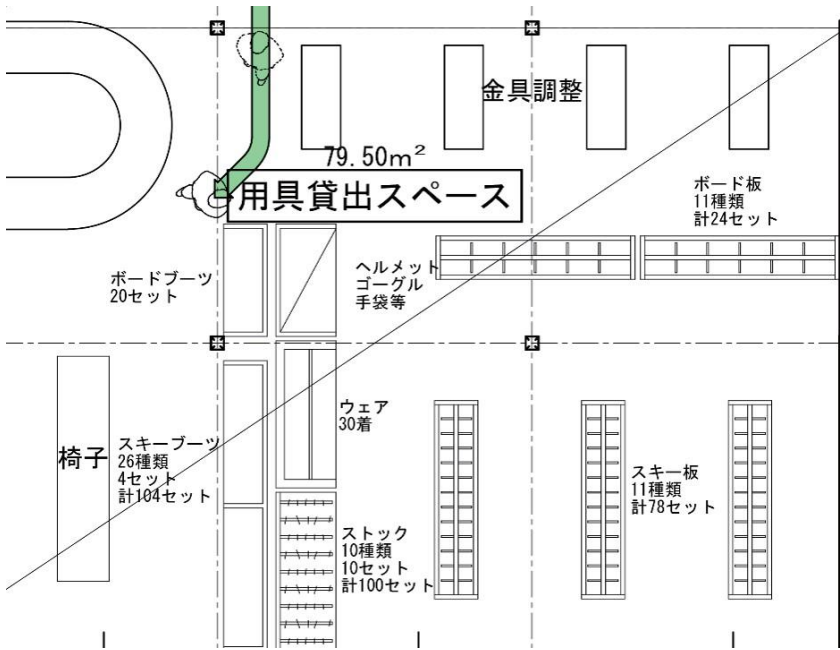 金具調整
79.50m²
用具貸出スペース
ボード板
11種類
計24セット
ボードブーツ
20セット
ヘルメット
ゴーグル
手袋等
ウェア
30着
椅子
スキーブーツ
26種類
4セット
計104セット
スキー板
11種類
計78セット
ストック
10種類
10セット
計100セット